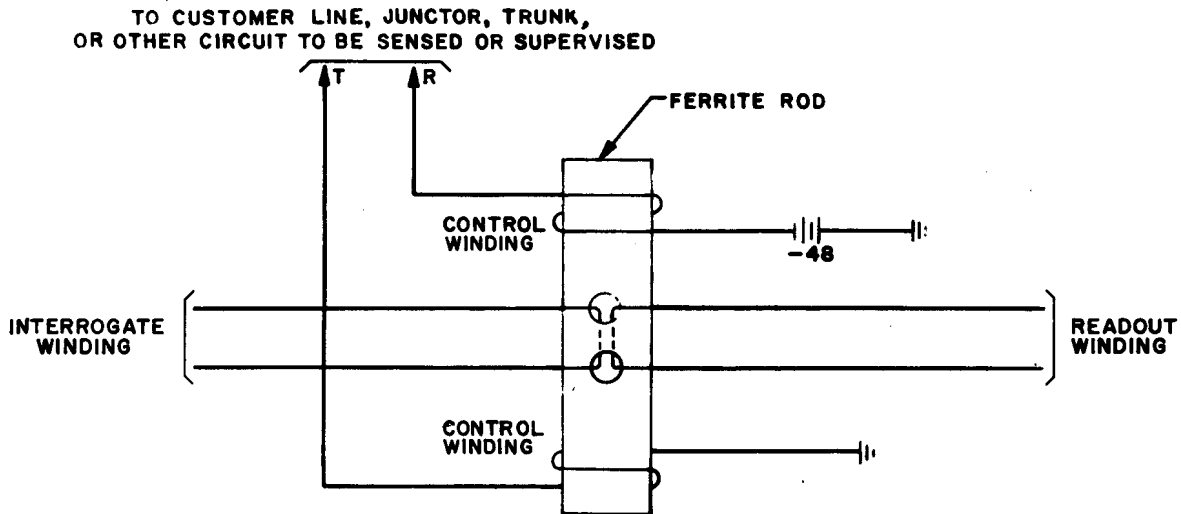 TO CUSTOMER LINE, JUNCTOR, TRUNK,
OR OTHER CIRCUIT TO BE SENSED OR SUPERVISED
T
R
FERRITE ROD
CONTROL
WINDING
-48
INTERROGATE
WINDING
READOUT
WINDING
CONTROL
WINDING